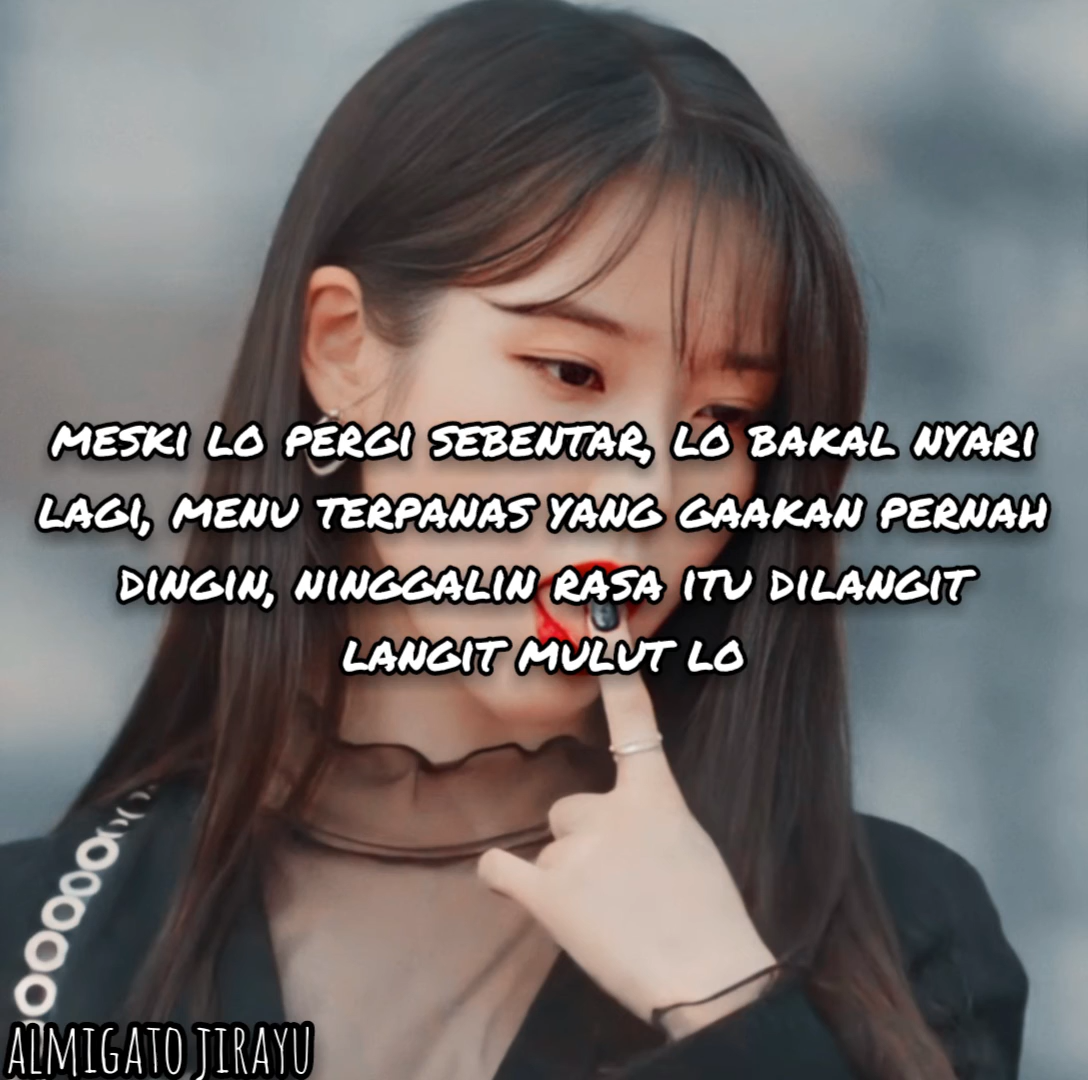 MESKI LO PERGI SEBENTAR, LO BAKAL NYARI
LAGI, MENU TERPANAS YANG GAAKAN PERNAH
DINGIN, NINGGALIN RASA ITU DILANGIT
LANGIT MULUT LO
ALMIGATO JIRAYU